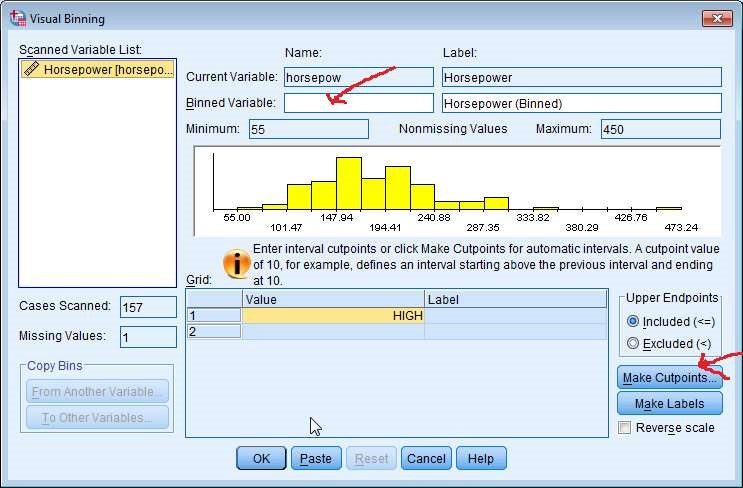 Visual Binning
Scanned Variable List:
Horsepower [horsepo...
Name:
Label:
Current Variable:
horsepow
Horsepower
Binned Variable:
Horsepower (Binned)
Minimum:
55
Nonmissing Values
Maximum:
450
55.00
147.94
240.88
333.82
426.76
101.47
194.41
287.35
380.29
473.24
Enter interval cutpoints or click Make Cutpoints for automatic intervals. A cutpoint value
of 10, for example, defines an interval starting above the previous interval and ending
at 10.
Grid:
Value
Label
1
HIGH
2
Cases Scanned:
157
Missing Values:
1
Copy Bins
From Another Variable...
To Other Variables...
Upper Endpoints
Included (<=)
Excluded (<)
Make Cutpoints...
Make Labels
Reverse scale
OK
Paste
Reset
Cancel
Help